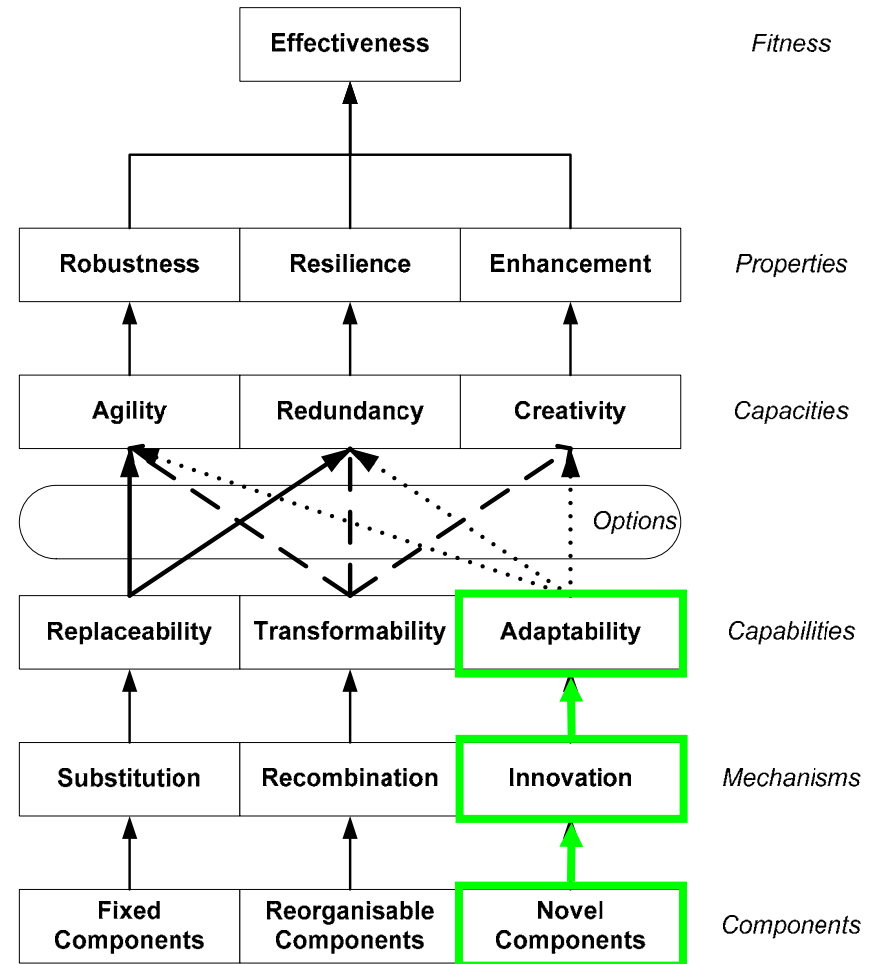 Effectiveness Fitness
Robustness Resilience Enhancement Properties
Agility Redundancy Creativity Capacities
Options
Replaceability Transformability Adaptability Capabilities
Substitution Recombination Innovation Mechanisms
Fixed Components
Reorganisable Components
Novel Components
Components